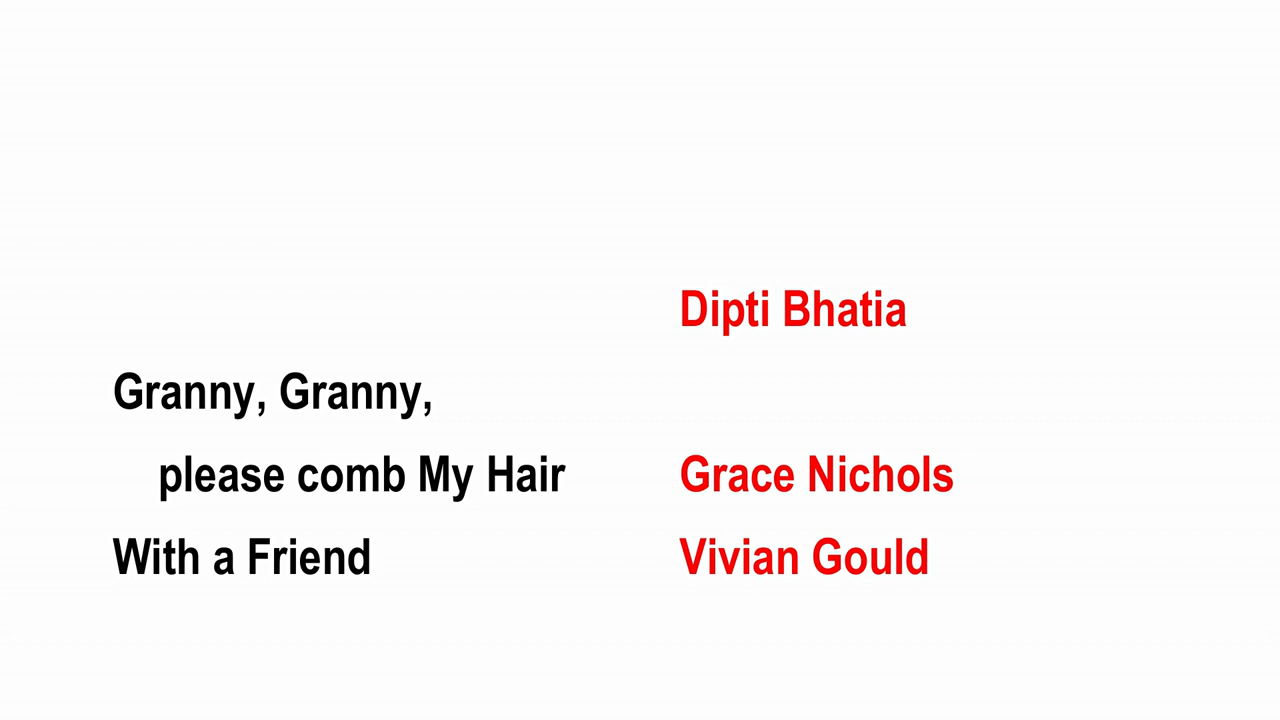 Dipti Bhatia
Granny, Granny,
please comb My Hair Grace Nichols
With a Friend Vivian Gould